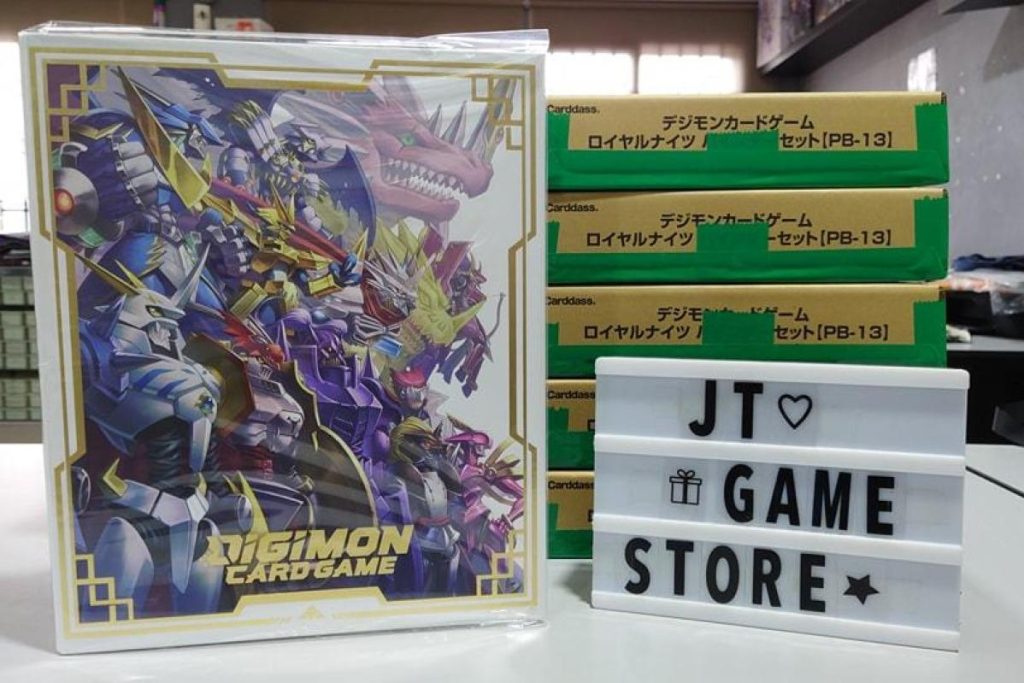 DIGIMON
CARD GAME
Carddass.
デジモンカードゲーム
ロイヤルナイツ バ セット【PB-13】
Carddass.
デジモンカードゲーム
ロイヤルナイツ ーセット【PB-13】
Carddass.
デジモンカードゲーム
ロイヤルナイツ ーセット【PB-13】
Carddass.
Carddass.
JT♡
GAME
STORE★